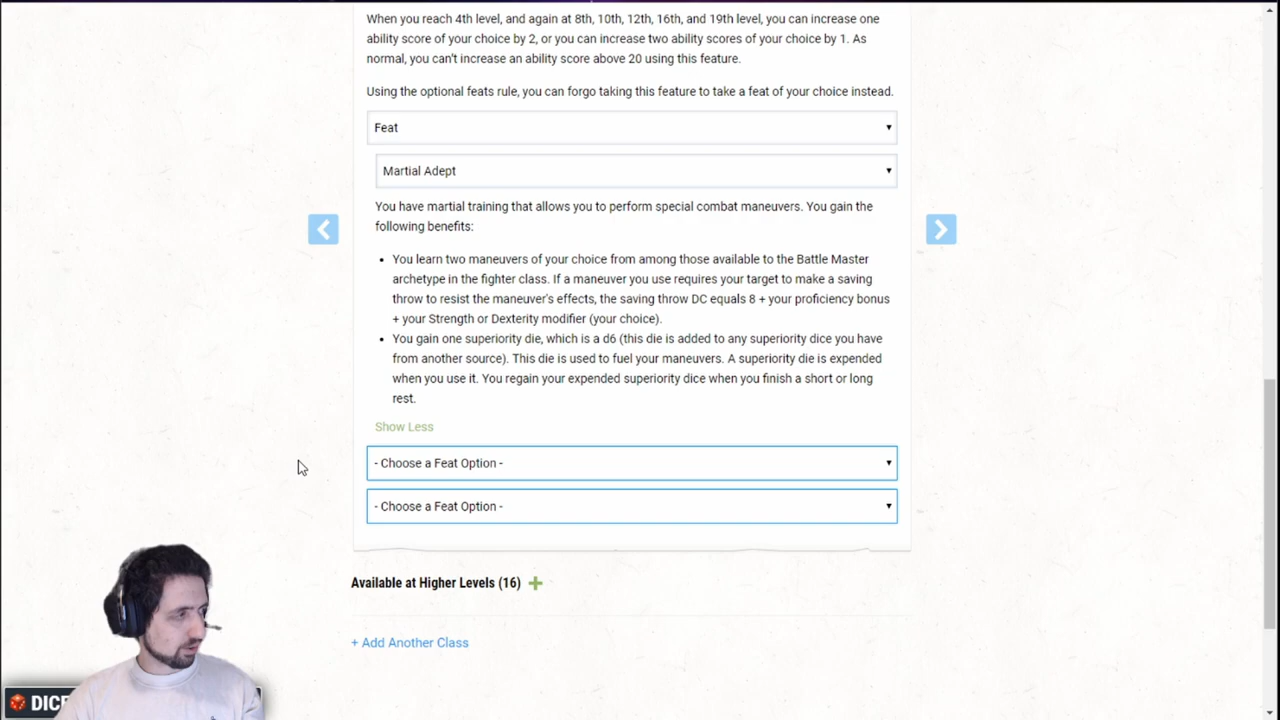 When you reach 4th level, and again at 8th, 10th, 12th, 16th, and 19th level, you can increase one
ability score of your choice by 2, or you can increase two ability scores of your choice by 1. As
normal, you can't increase an ability score above 20 using this feature.
Using the optional feats rule, you can forgo taking this feature to take a feat of your choice instead.
Feat
Martial Adept
You have martial training that allows you to perform special combat maneuvers. You gain the
following benefits:
• You learn two maneuvers of your choice from among those available to the Battle Master
archetype in the fighter class. If a maneuver you use requires your target to make a saving
throw to resist the maneuver's effects, the saving throw DC equals 8 + your proficiency bonus
+ your Strength or Dexterity modifier (your choice).
• You gain one superiority die, which is a d6 (this die is added to any superiority dice you have
from another source). This die is used to fuel your maneuvers. A superiority die is expended
when you use it. You regain your expended superiority dice when you finish a short or long
rest.
Show Less
- Choose a Feat Option -
- Choose a Feat Option -
Available at Higher Levels (16)
+ Add Another Class